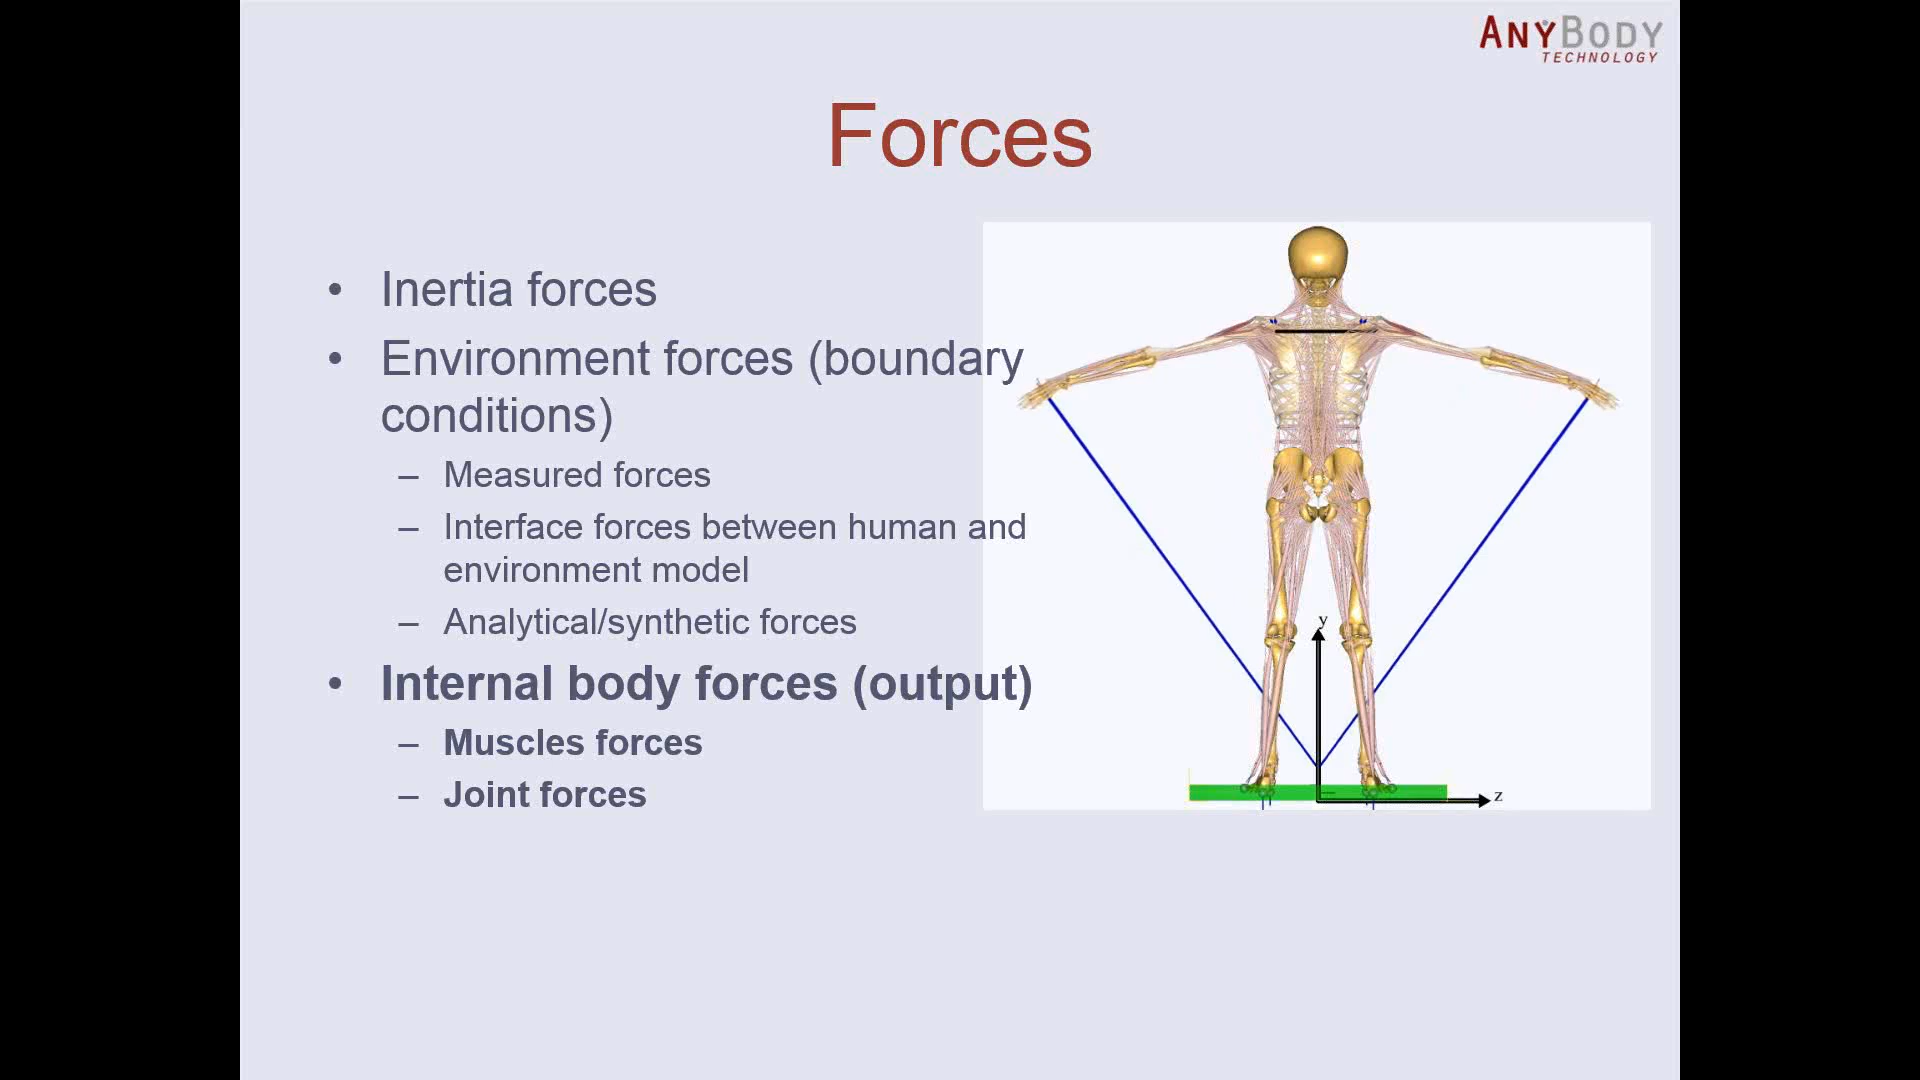 ANYBODY
TECHNOLOGY
Forces
• Inertia forces
• Environment forces (boundary
conditions)
– Measured forces
– Interface forces between human and
environment model
– Analytical/synthetic forces
• Internal body forces (output)
– Muscles forces
– Joint forces
y
z